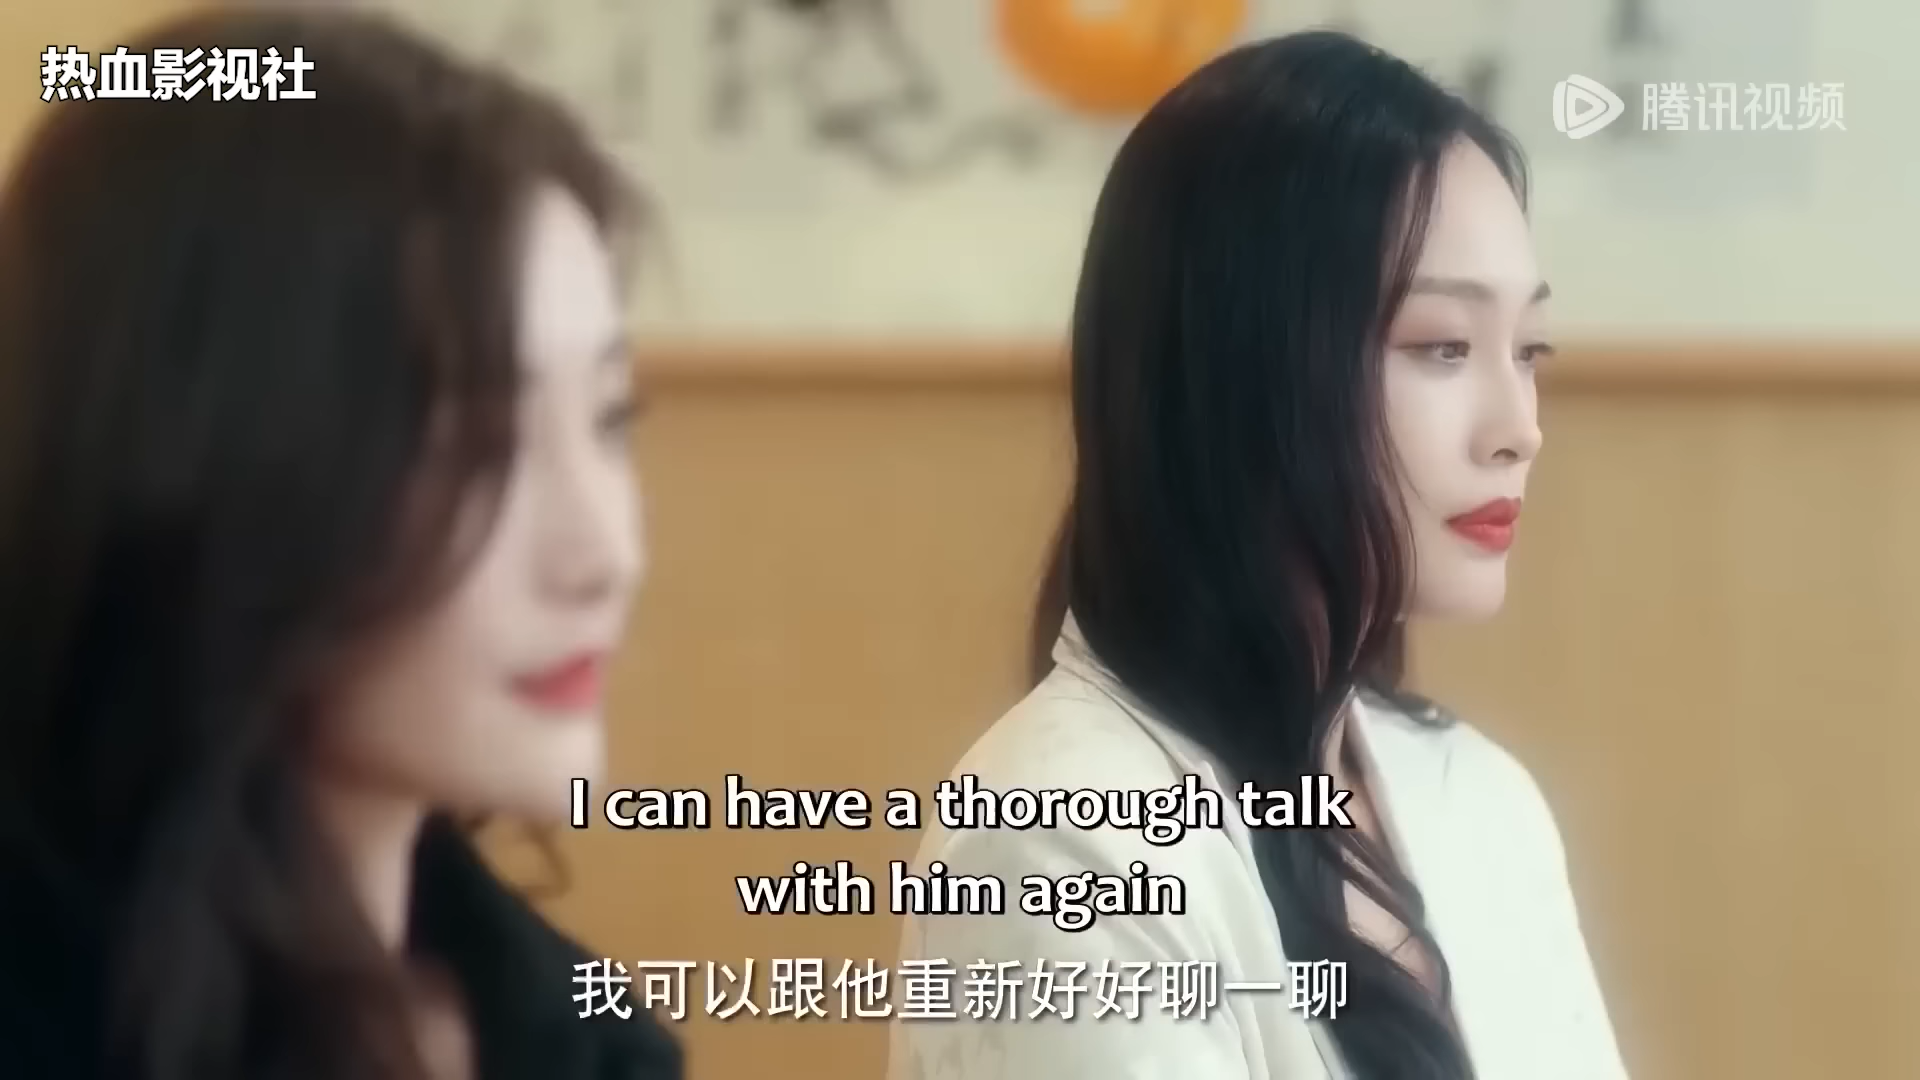 热血影视社
腾讯视频
I can have a thorough talk
with him again
我可以跟他重新好好聊一聊